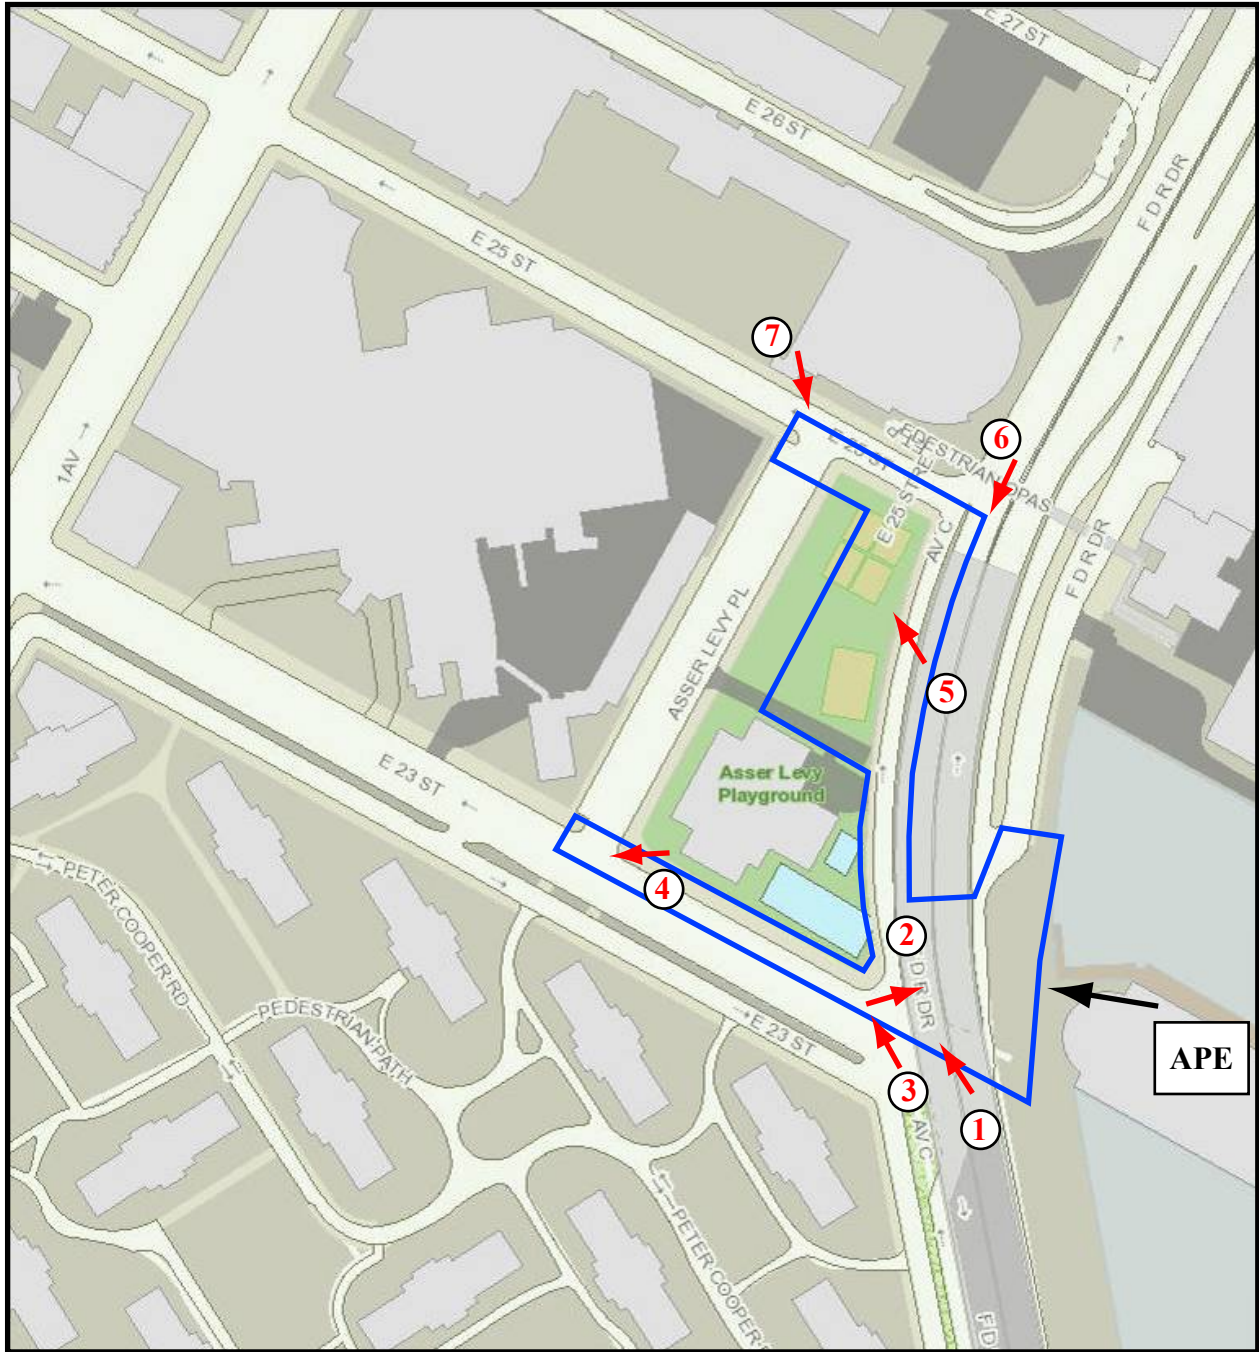 E 27 ST
E 26 ST
F D R DR
E 25 ST
7
6
E 25 ST
PEDESTRIAN OPAS
E 25 STRE
AV C
F D R DR
1 AV
ASSER LEVY PL
5
E 23 ST
Asser Levy
Playground
4
2
PETER COOPER RD
F D R DR
PEDESTRIAN PATH
E 23 ST
APE
3
1
AV C
PETER COOPER
F D